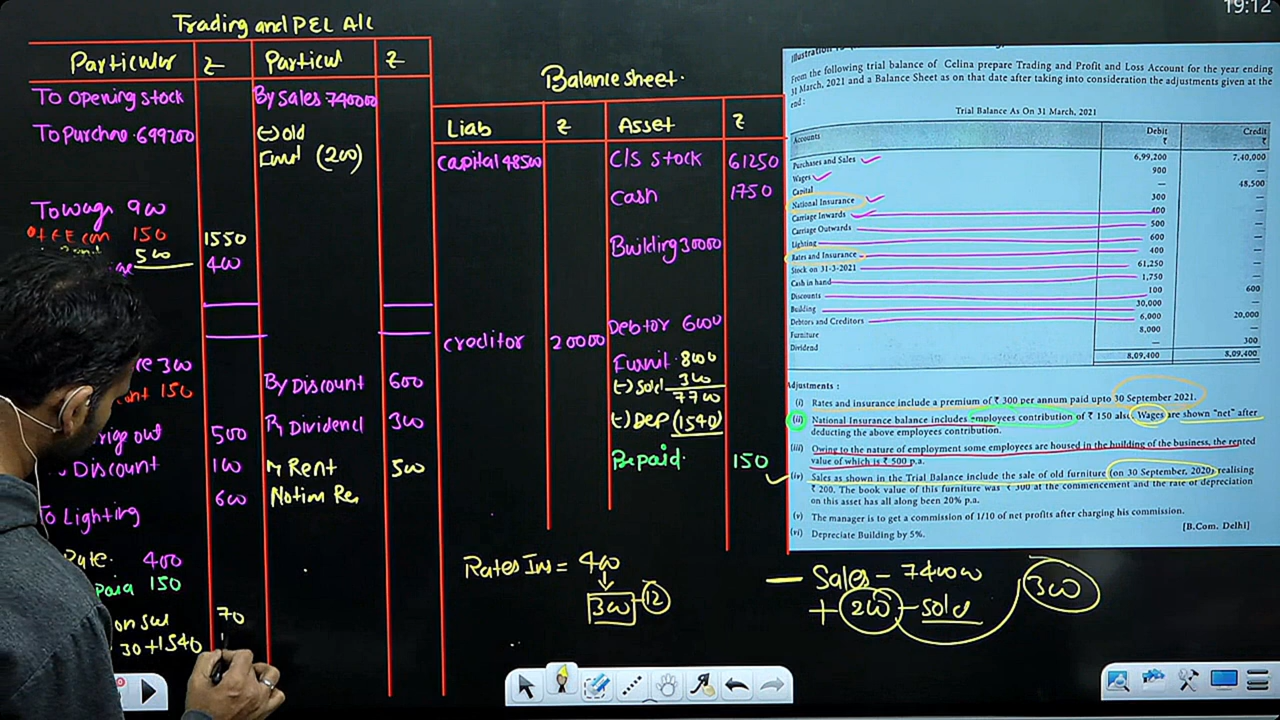 19:12
Trading and P&L A/c
Particular ₹ Particul ₹
To Opening stock
By Sales 740000
To Purchase 699200
(-) old
Furnt (200)
To Wage 900
150
1550
500
400
300
150
By Discount 600
500
Dividend 300
Discount 100
Rent 500
600
To Lighting
Rate 400
150
70
30+1540
Balance sheet
Liab ₹ Asset ₹
Capital 48500
C/S Stock 61250
Cash 1750
Building 30000
Creditor 20000
Debtor 6000
Furnit 8000
(-) Sold 300
7700
(-) Dep (1540)
Prepaid 150
Rates Ins = 400
300 - 12
Sales - 740000
+ 200 - sold
300
From the following trial balance of Celina prepare Trading and Profit and Loss Account for the year ending
31 March, 2021 and a Balance Sheet as on that date after taking into consideration the adjustments given at the
end :
Trial Balance As On 31 March, 2021
Accounts Debit ₹ Credit ₹
Purchases and Sales 6,99,200 7,40,000
Wages 900 —
Capital — 48,500
National Insurance 300 —
Carriage Inwards 400 —
Carriage Outwards 500 —
Lighting 600 —
Rates and Insurance 400 —
Stock on 31-3-2021 61,250 —
Cash in hand 1,750 —
Discounts 100 600
Building 30,000 —
Debtors and Creditors 6,000 20,000
Furniture 8,000 —
Dividend — 300
8,09,400 8,09,400
Adjustments :
(i) Rates and insurance include a premium of ₹ 300 per annum paid upto 30 September 2021.
(ii) National Insurance balance includes employees contribution of ₹ 150 also. Wages are shown "net" after
deducting the above employees contribution.
(iii) Owing to the nature of employment some employees are housed in the building of the business, the rented
value of which is ₹ 500 p.a.
(iv) Sales as shown in the Trial Balance include the sale of old furniture (on 30 September, 2020) realising
₹ 200. The book value of this furniture was ₹ 300 at the commencement and the rate of depreciation
on this asset has all along been 20% p.a.
(v) The manager is to get a commission of 1/10 of net profits after charging his commission.
(vi) Depreciate Building by 5%.
[B.Com. Delhi]